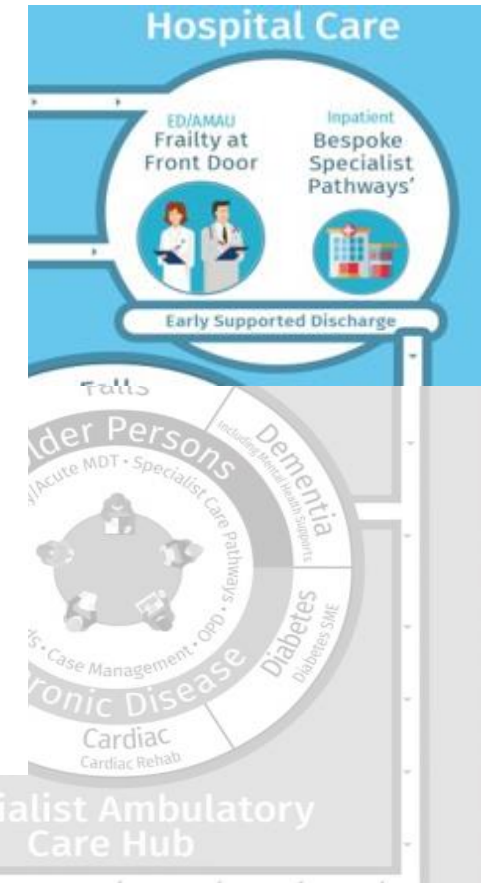 Hospital Care
ED/AMAU
Frailty at
Front Door
Inpatient
Bespoke
Specialist
Pathways’
Early Supported Discharge
Falls
Persons
Acute MDT • Specialist Care Pathways
OPD •
Case Management •
Disease
Dementia
Including Mental Health Supports
Diabetes
Diabetes SME
Cardiac
Cardiac Rehab
Ambulatory
Care Hub